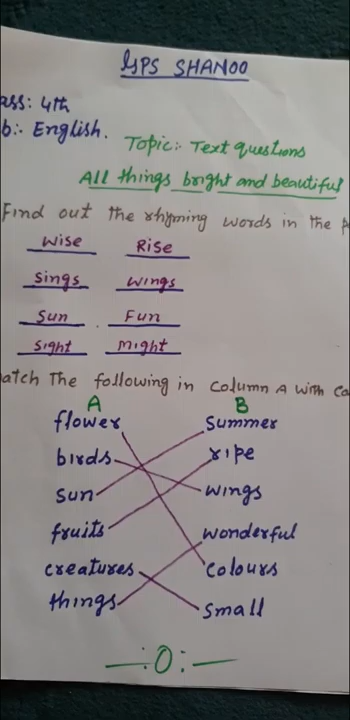 GPS SHANOO
ass: 4th
b:- English.
Topic:- Text questions
All things bright and beautiful
Find out the rhyming words in the
Wise Rise
Sings Wings
Sun Fun
Sight Might
atch The following in column A with
A B
flower Summer
birds ripe
sun wings
fruits wonderful
creatures colours
things small
—:0:—